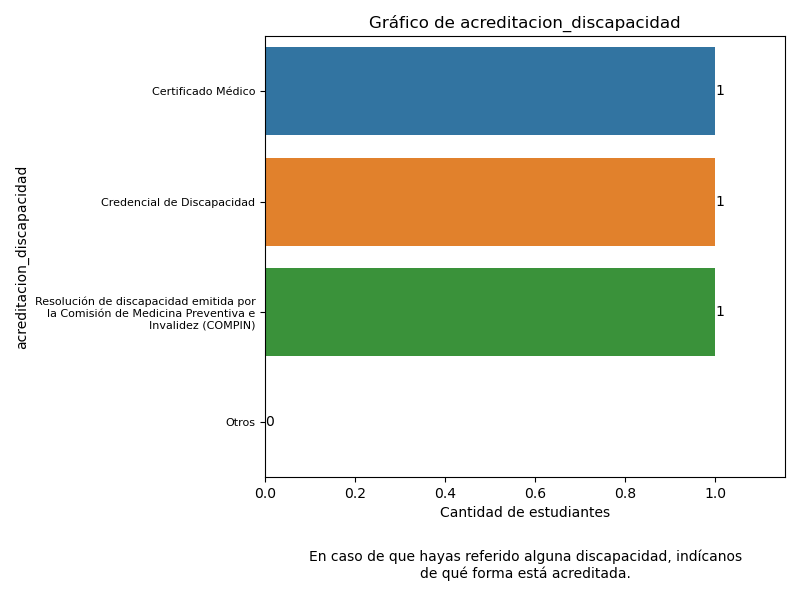 Gráfico de acreditacion_discapacidad
acreditacion_discapacidad
Certificado Médico
1
Credencial de Discapacidad
1
Resolución de discapacidad emitida por
la Comisión de Medicina Preventiva e
Invalidez (COMPIN)
1
Otros
0
0.0 0.2 0.4 0.6 0.8 1.0
Cantidad de estudiantes
En caso de que hayas referido alguna discapacidad, indícanos
de qué forma está acreditada.